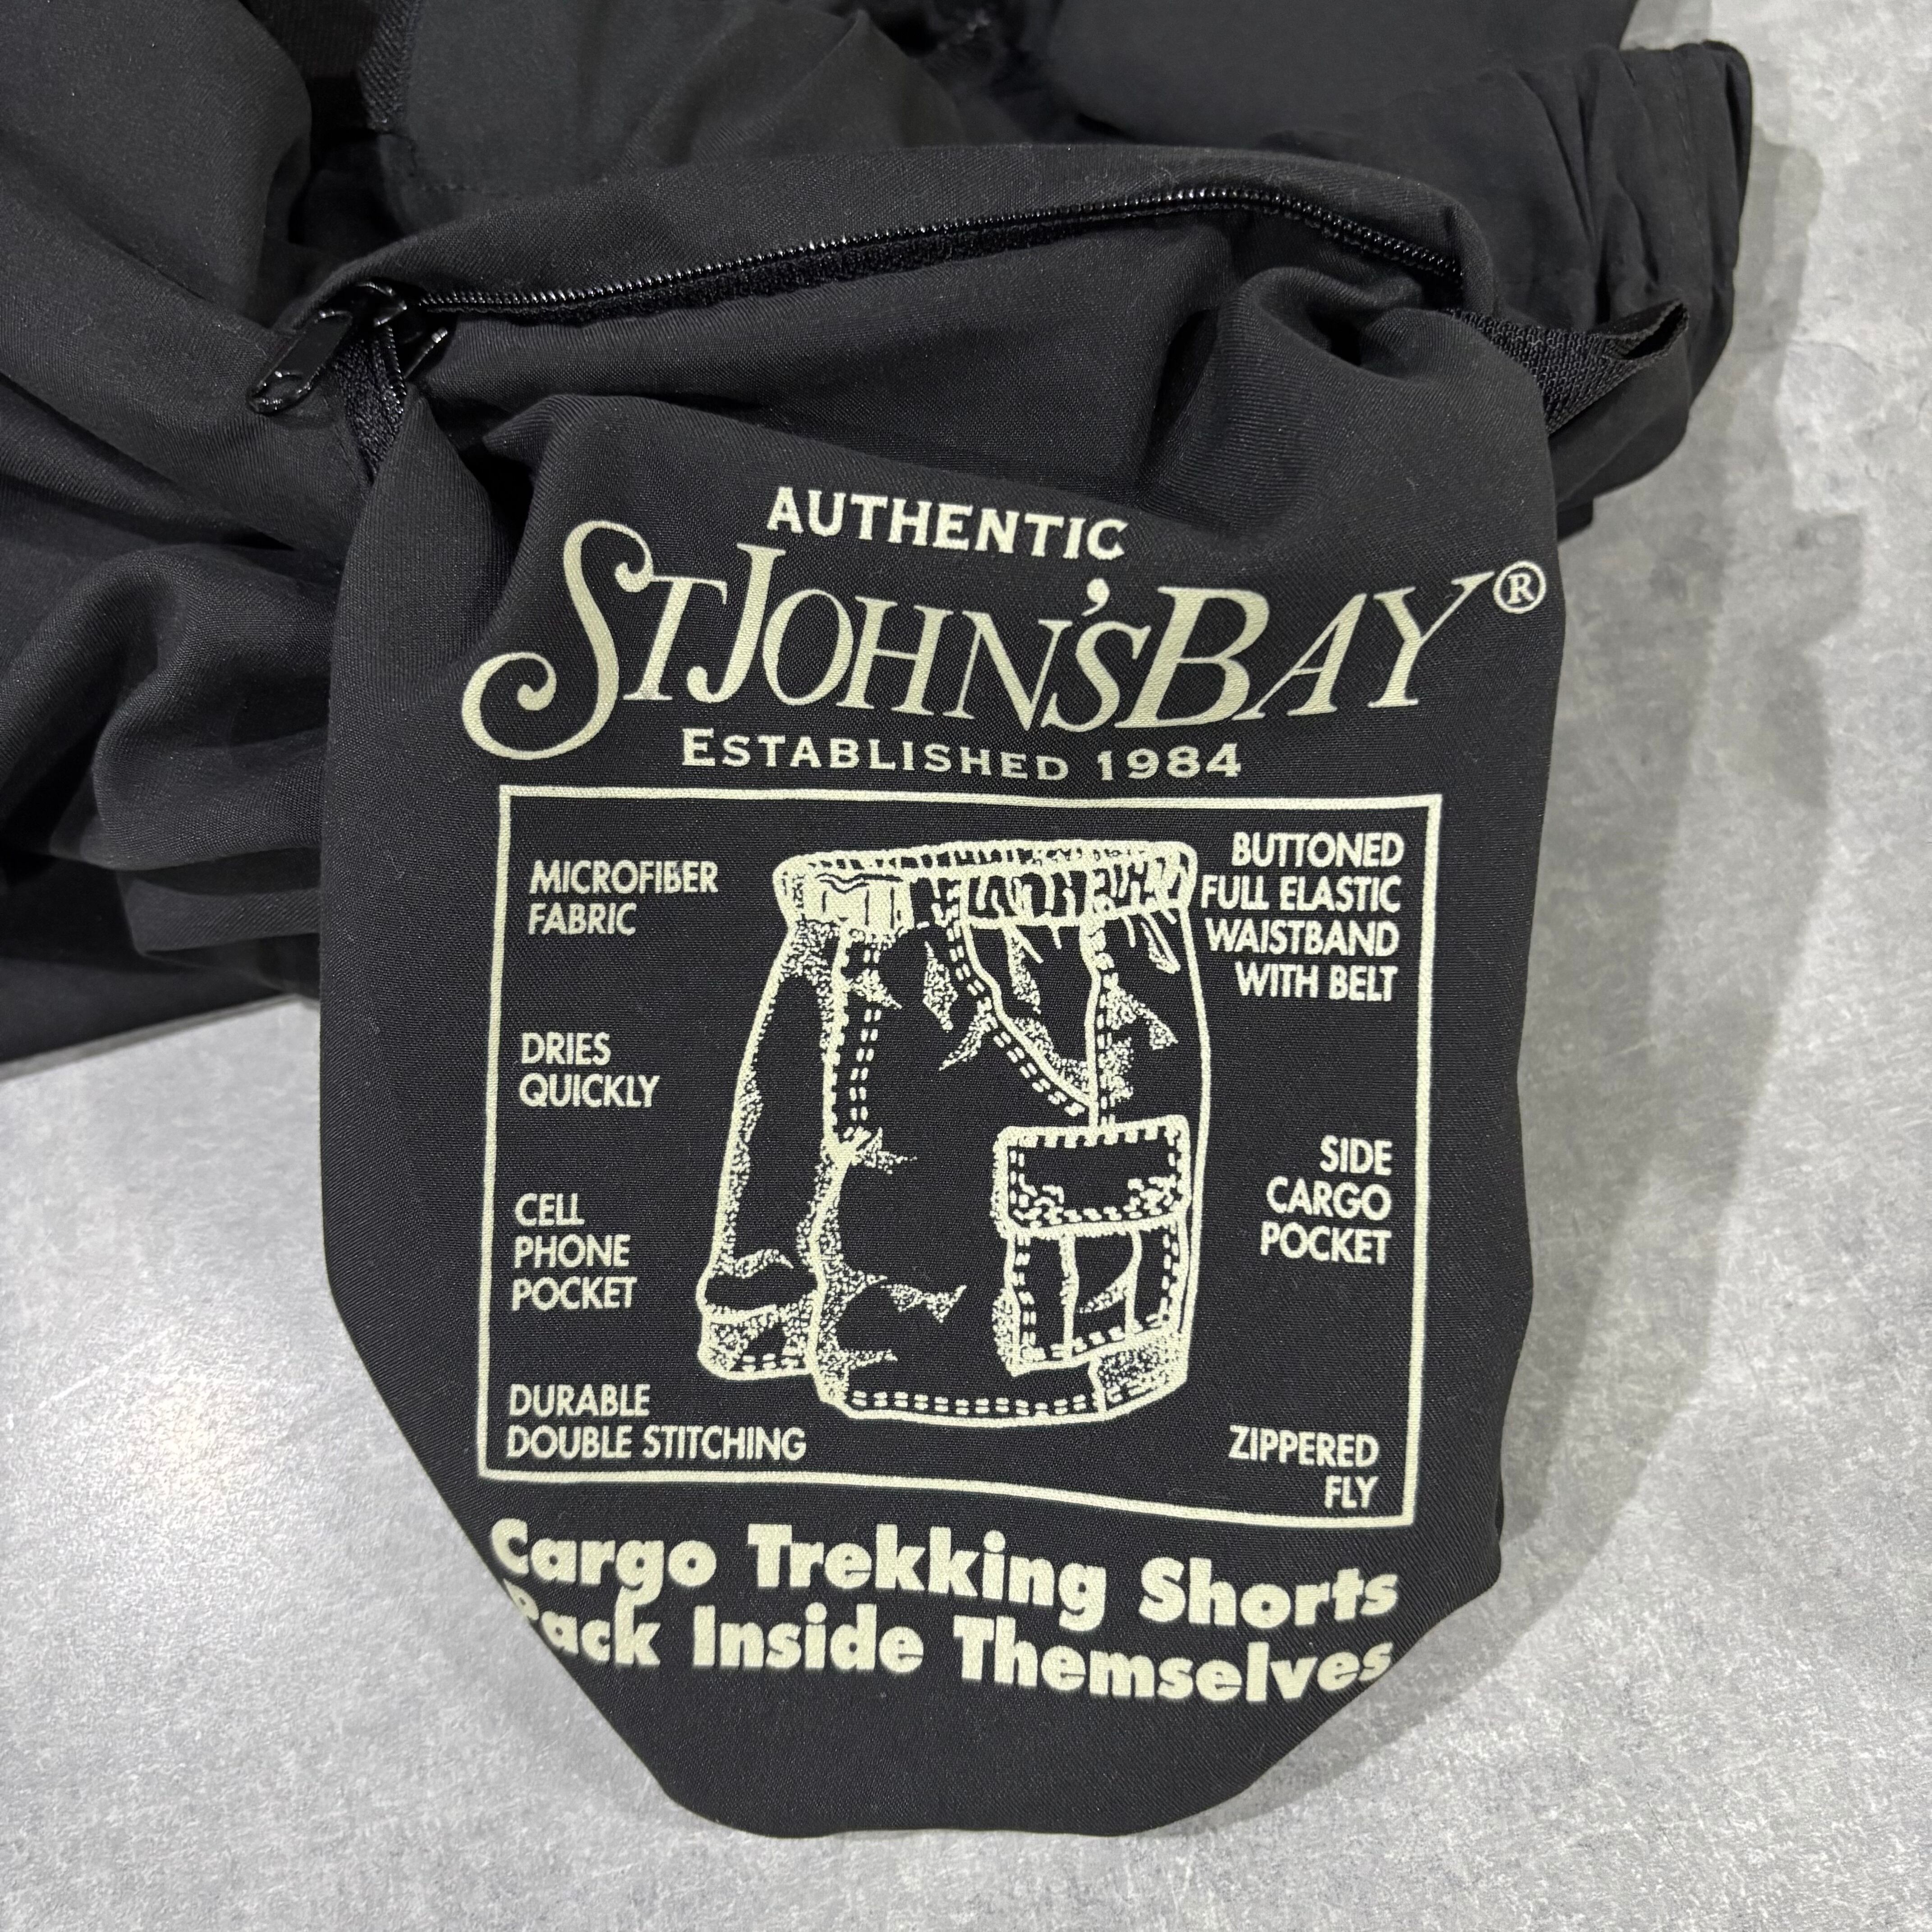 AUTHENTIC
ST JOHN'S BAY®
ESTABLISHED 1984
MICROFIBER
FABRIC
DRIES
QUICKLY
CELL
PHONE
POCKET
DURABLE
DOUBLE STITCHING
BUTTONED
FULL ELASTIC
WAISTBAND
WITH BELT
SIDE
CARGO
POCKET
ZIPPERED
FLY
Cargo Trekking Shorts
Pack Inside Themselves